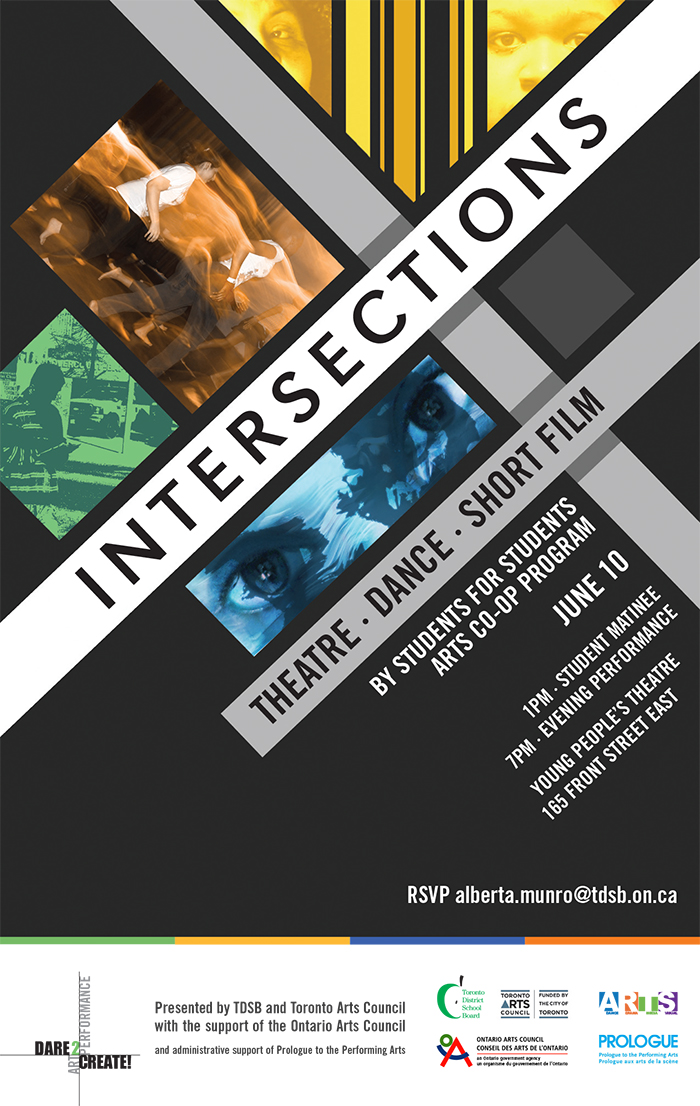 INTERSECTIONS
THEATRE · DANCE · SHORT FILM
BY STUDENTS FOR STUDENTS
ARTS CO-OP PROGRAM
JUNE 10
1PM · STUDENT MATINEE
7PM · EVENING PERFORMANCE
YOUNG PEOPLE'S THEATRE
165 FRONT STREET EAST
RSVP alberta.munro@tdsb.on.ca
ART PERFORMANCE
DARE 2
CREATE!
Presented by TDSB and Toronto Arts Council
with the support of the Ontario Arts Council
and administrative support of Prologue to the Performing Arts
Toronto
District
School
Board
TORONTO
ARTS
COUNCIL
FUNDED BY
THE CITY OF
TORONTO
ARTS
DANCE DRAMA MEDIA VISUAL
ONTARIO ARTS COUNCIL
CONSEIL DES ARTS DE L'ONTARIO
an Ontario government agency
un organisme du gouvernement de l'Ontario
PROLOGUE
Prologue to the Performing Arts
Prologue aux arts de la scène